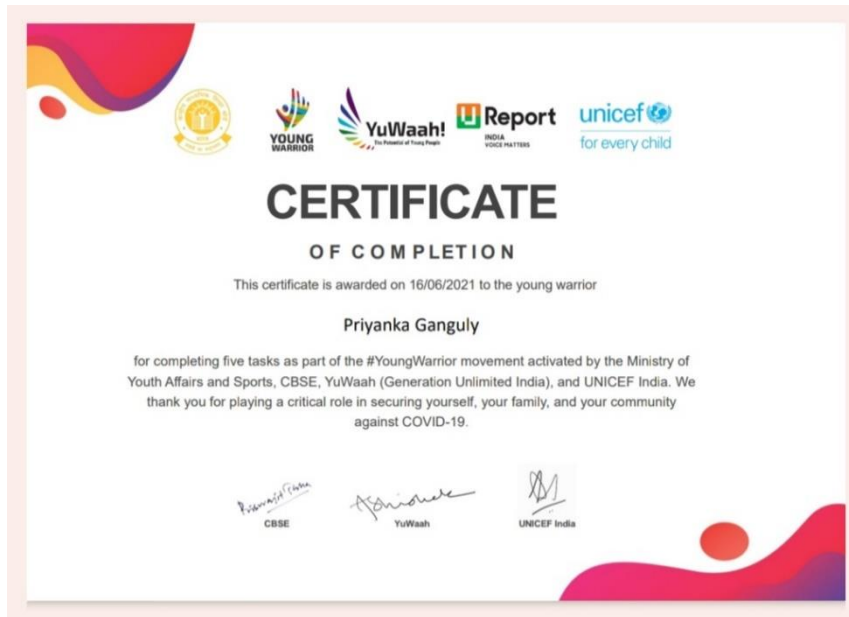 YOUNG
WARRIOR
YuWaah!
The Potential of Young People
U Report
INDIA
VOICE MATTERS
unicef
for every child
CERTIFICATE
OF COMPLETION
This certificate is awarded on 16/06/2021 to the young warrior
Priyanka Ganguly
for completing five tasks as part of the #YoungWarrior movement activated by the Ministry of
Youth Affairs and Sports, CBSE, YuWaah (Generation Unlimited India), and UNICEF India. We
thank you for playing a critical role in securing yourself, your family, and your community
against COVID-19.
CBSE
YuWaah
UNICEF India